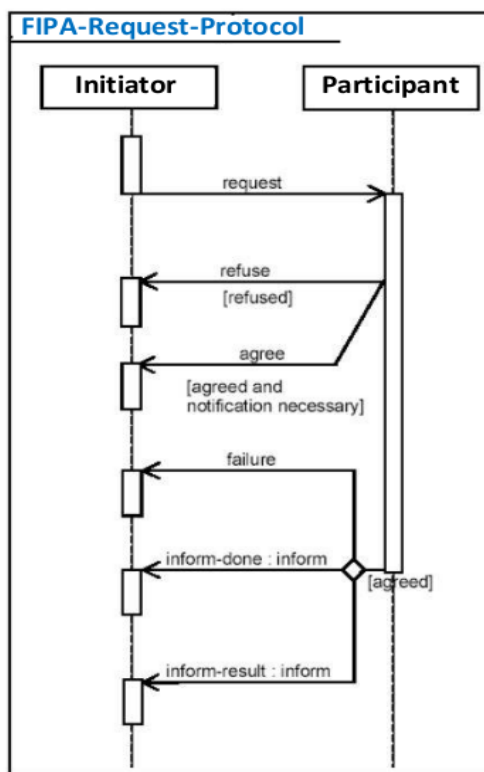 FIPA-Request-Protocol
Initiator
Participant
request
refuse
[refused]
agree
[agreed and
notification necessary]
failure
inform-done : inform
[agreed]
inform-result : inform